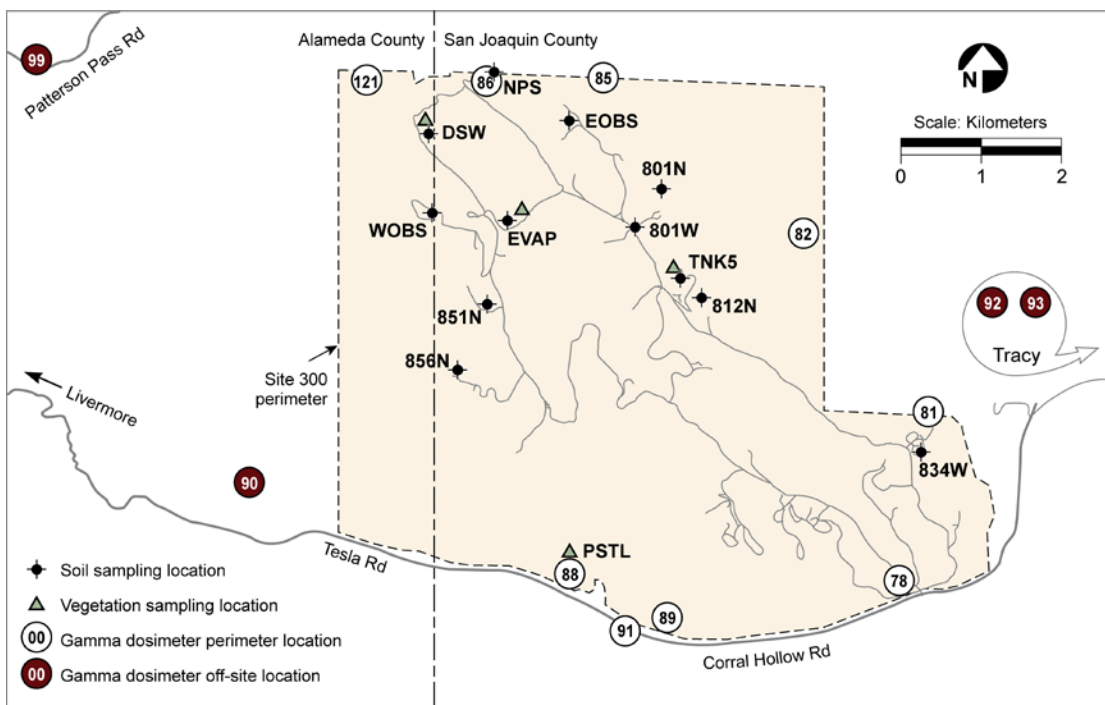 Alameda County
San Joaquin County
99
Patterson Pass Rd
121
86
85
NPS
N
Scale: Kilometers
0 1 2
DSW
EOBS
801N
WOBS
EVAP
801W
82
TNK5
812N
92
93
Tracy
851N
856N
Site 300
perimeter
Livermore
81
834W
90
Tesla Rd
PSTL
88
78
91
89
Corral Hollow Rd
Soil sampling location
Vegetation sampling location
00 Gamma dosimeter perimeter location
00 Gamma dosimeter off-site location